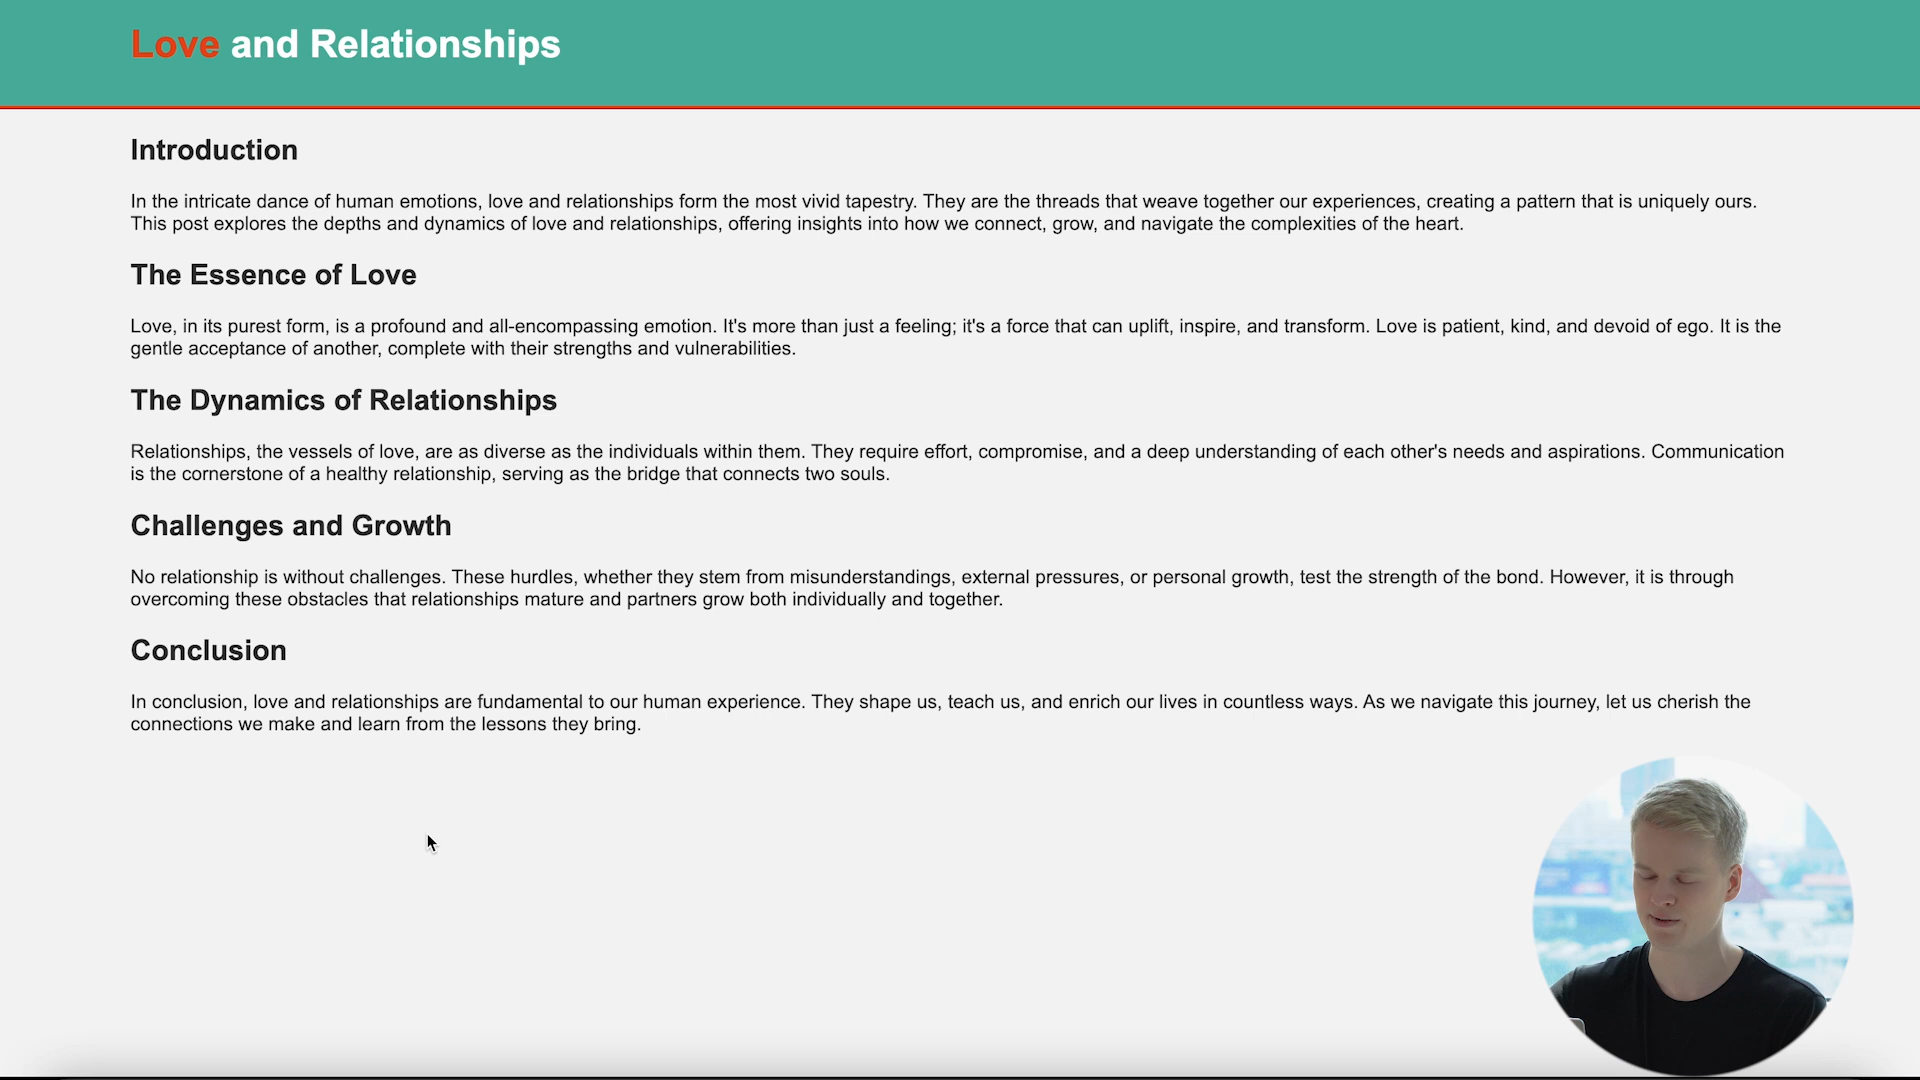 Love and Relationships
Introduction
In the intricate dance of human emotions, love and relationships form the most vivid tapestry. They are the threads that weave together our experiences, creating a pattern that is uniquely ours.
This post explores the depths and dynamics of love and relationships, offering insights into how we connect, grow, and navigate the complexities of the heart.
The Essence of Love
Love, in its purest form, is a profound and all-encompassing emotion. It's more than just a feeling; it's a force that can uplift, inspire, and transform. Love is patient, kind, and devoid of ego. It is the
gentle acceptance of another, complete with their strengths and vulnerabilities.
The Dynamics of Relationships
Relationships, the vessels of love, are as diverse as the individuals within them. They require effort, compromise, and a deep understanding of each other's needs and aspirations. Communication
is the cornerstone of a healthy relationship, serving as the bridge that connects two souls.
Challenges and Growth
No relationship is without challenges. These hurdles, whether they stem from misunderstandings, external pressures, or personal growth, test the strength of the bond. However, it is through
overcoming these obstacles that relationships mature and partners grow both individually and together.
Conclusion
In conclusion, love and relationships are fundamental to our human experience. They shape us, teach us, and enrich our lives in countless ways. As we navigate this journey, let us cherish the
connections we make and learn from the lessons they bring.